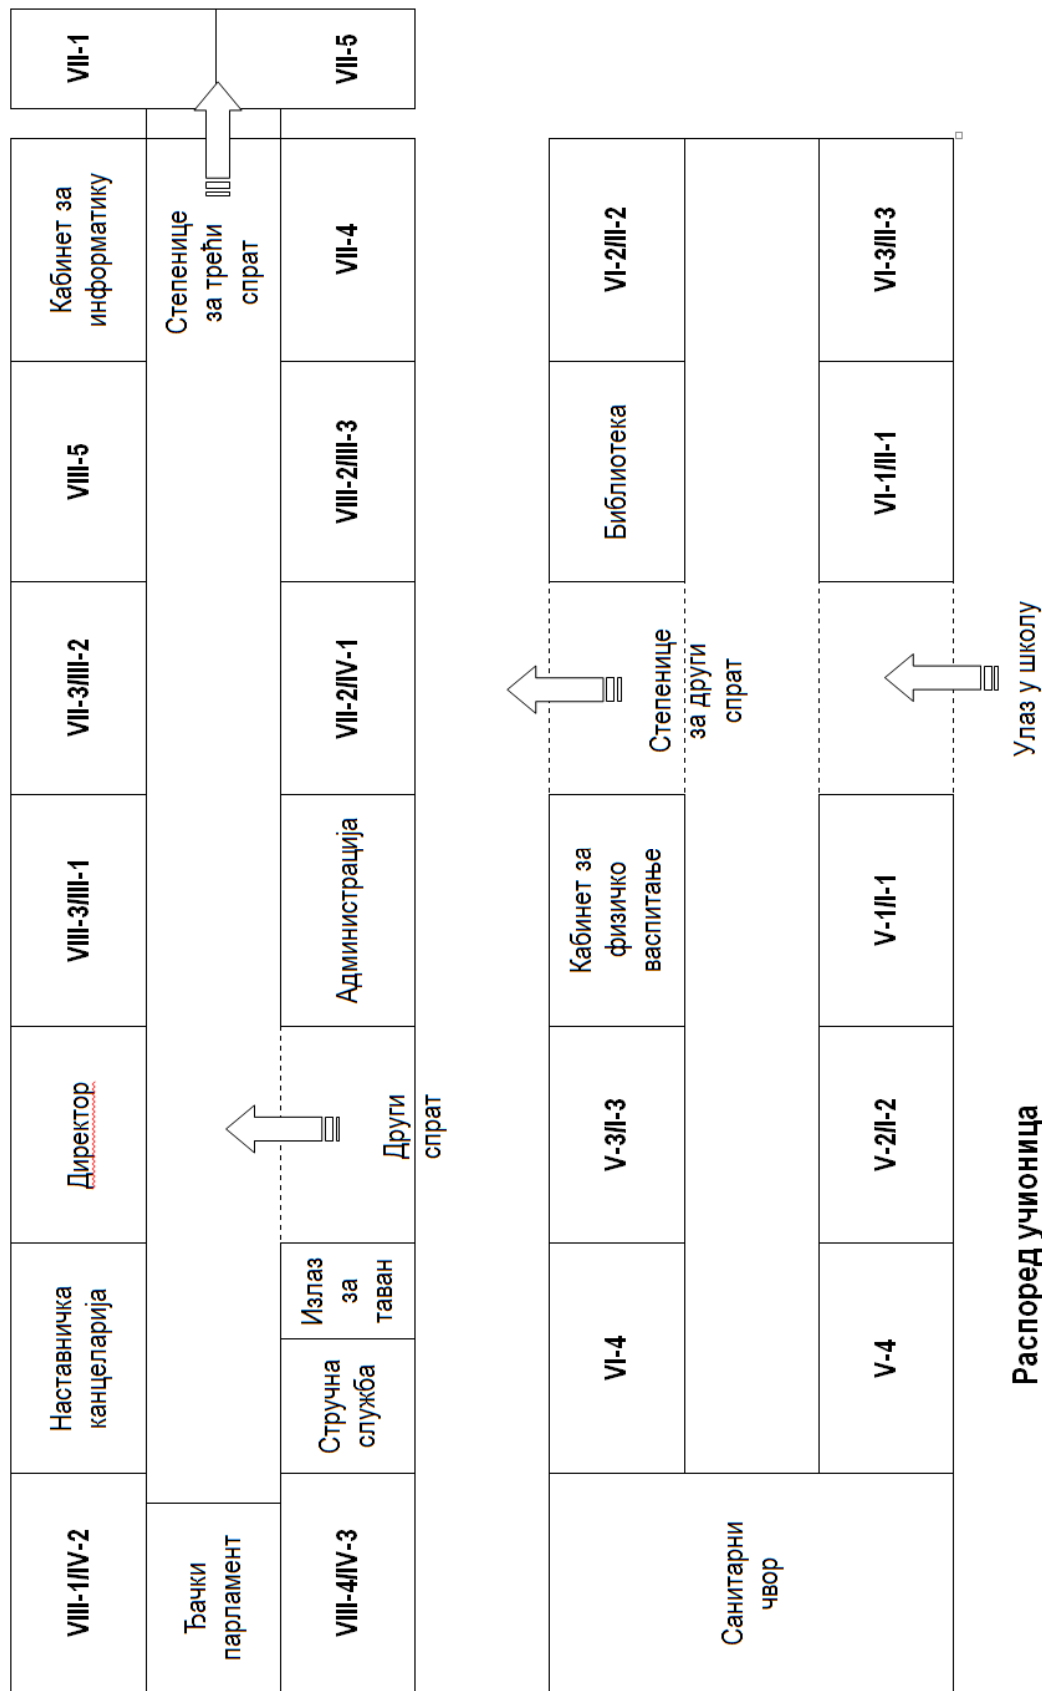 VIII-1/IV-2
Наставничка
канцеларија
Директор
VIII-3/III-1
VII-3/III-2
VIII-5
Кабинет за
информатику
VII-1
Ђачки
парламент
Степенице
за трећи
спрат
VIII-4/IV-3
Стручна
служба
Излаз
за
таван
Други
спрат
Администрација
VII-2/IV-1
VIII-2/III-3
VII-4
VII-5
Санитарни
чвор
VI-4
V-3/I-3
Кабинет за
физичко
васпитање
Степенице
за други
спрат
Библиотека
VI-2/II-2
V-4
V-2/I-2
V-1/I-1
VI-1/II-1
VI-3/II-3
Распоред учионица
Улаз у школу